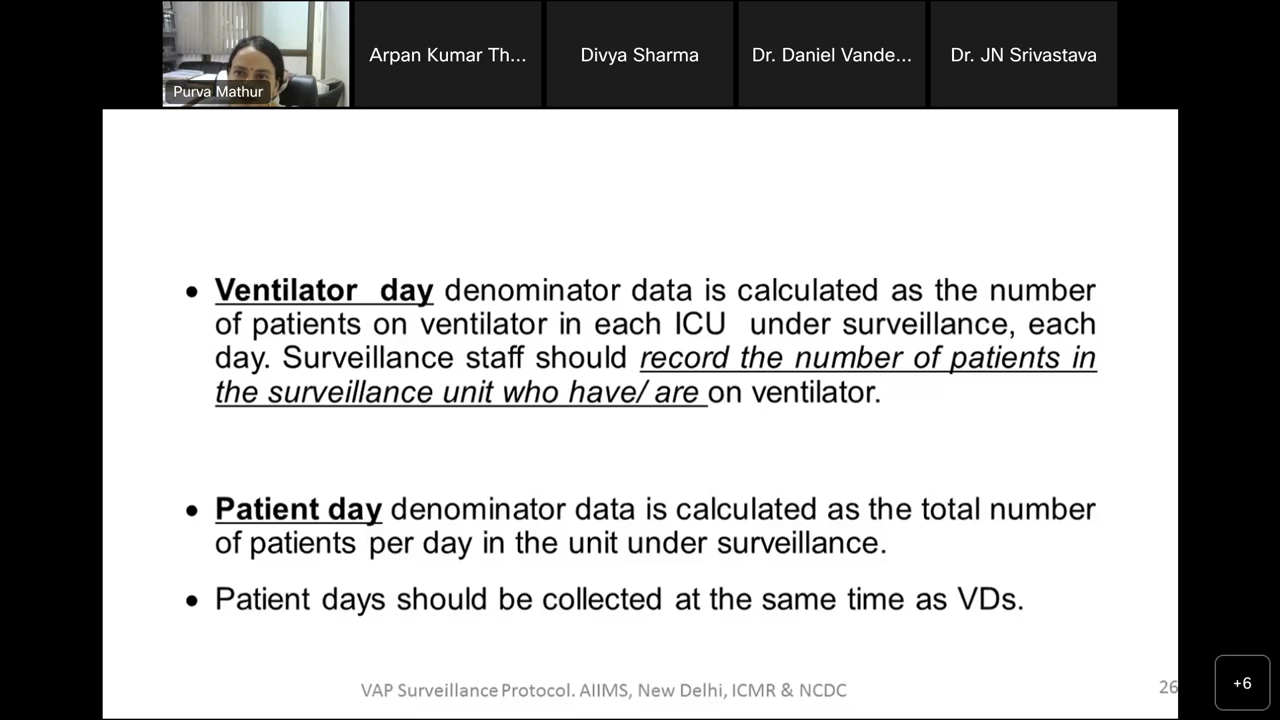 Purva Mathur
Arpan Kumar Th...
Divya Sharma
Dr. Daniel Vande...
Dr. JN Srivastava
• Ventilator day denominator data is calculated as the number
of patients on ventilator in each ICU under surveillance, each
day. Surveillance staff should record the number of patients in
the surveillance unit who have/ are on ventilator.
• Patient day denominator data is calculated as the total number
of patients per day in the unit under surveillance.
• Patient days should be collected at the same time as VDs.
VAP Surveillance Protocol. AIIMS, New Delhi, ICMR & NCDC
26
+6